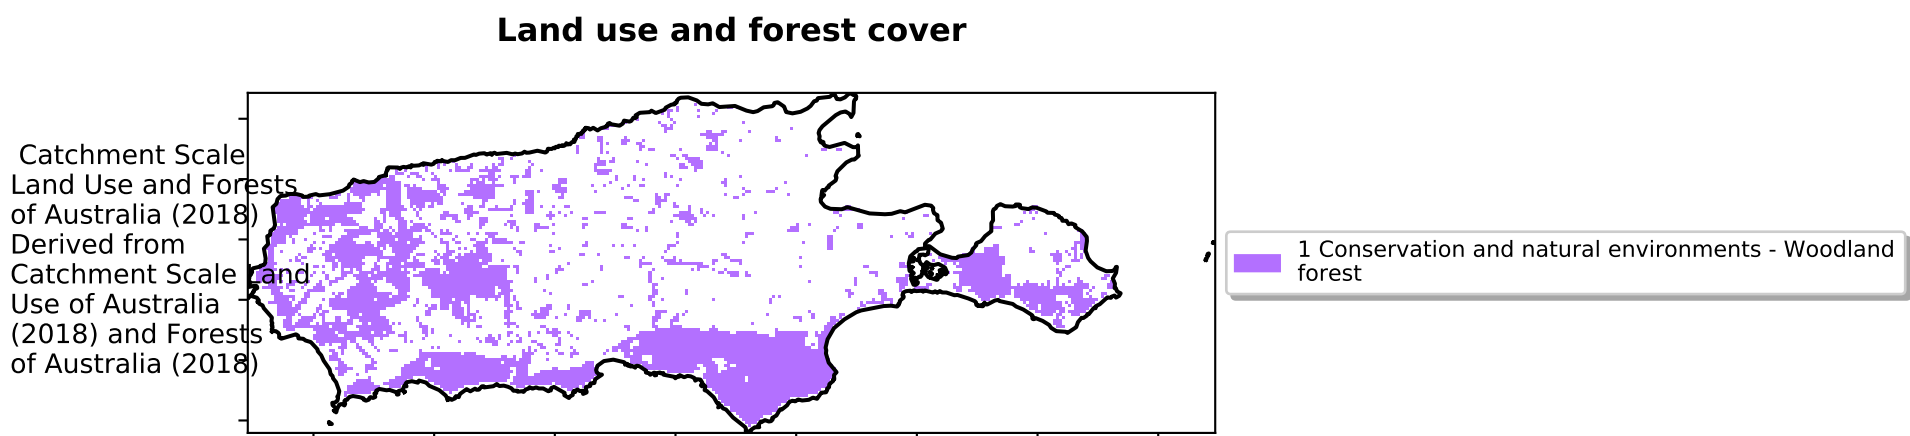 Land use and forest cover
Catchment Scale
Land Use and Forests
of Australia (2018)
Derived from
Catchment Scale Land
Use of Australia
(2018) and Forests
of Australia (2018)
1 Conservation and natural environments - Woodland
forest